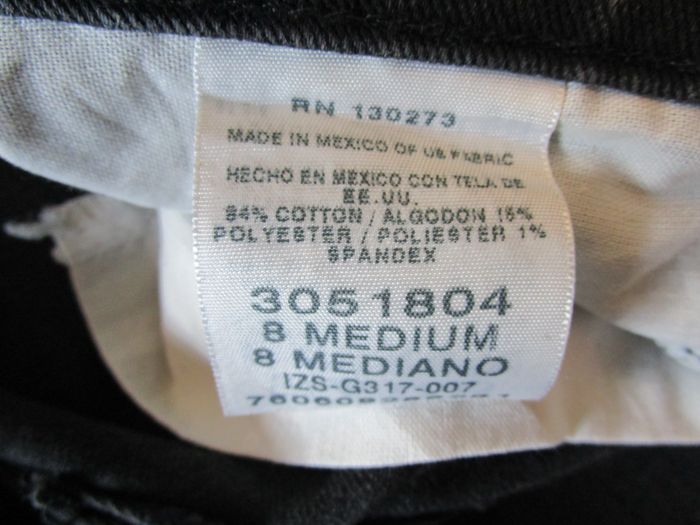 RN 130273
MADE IN MEXICO OF US FABRIC
HECHO EN MEXICO CON TELA DE
EE.UU.
84% COTTON / ALGODON 15%
POLYESTER / POLIESTER 1%
SPANDEX
3051804
8 MEDIUM
8 MEDIANO
IZS-G317-007